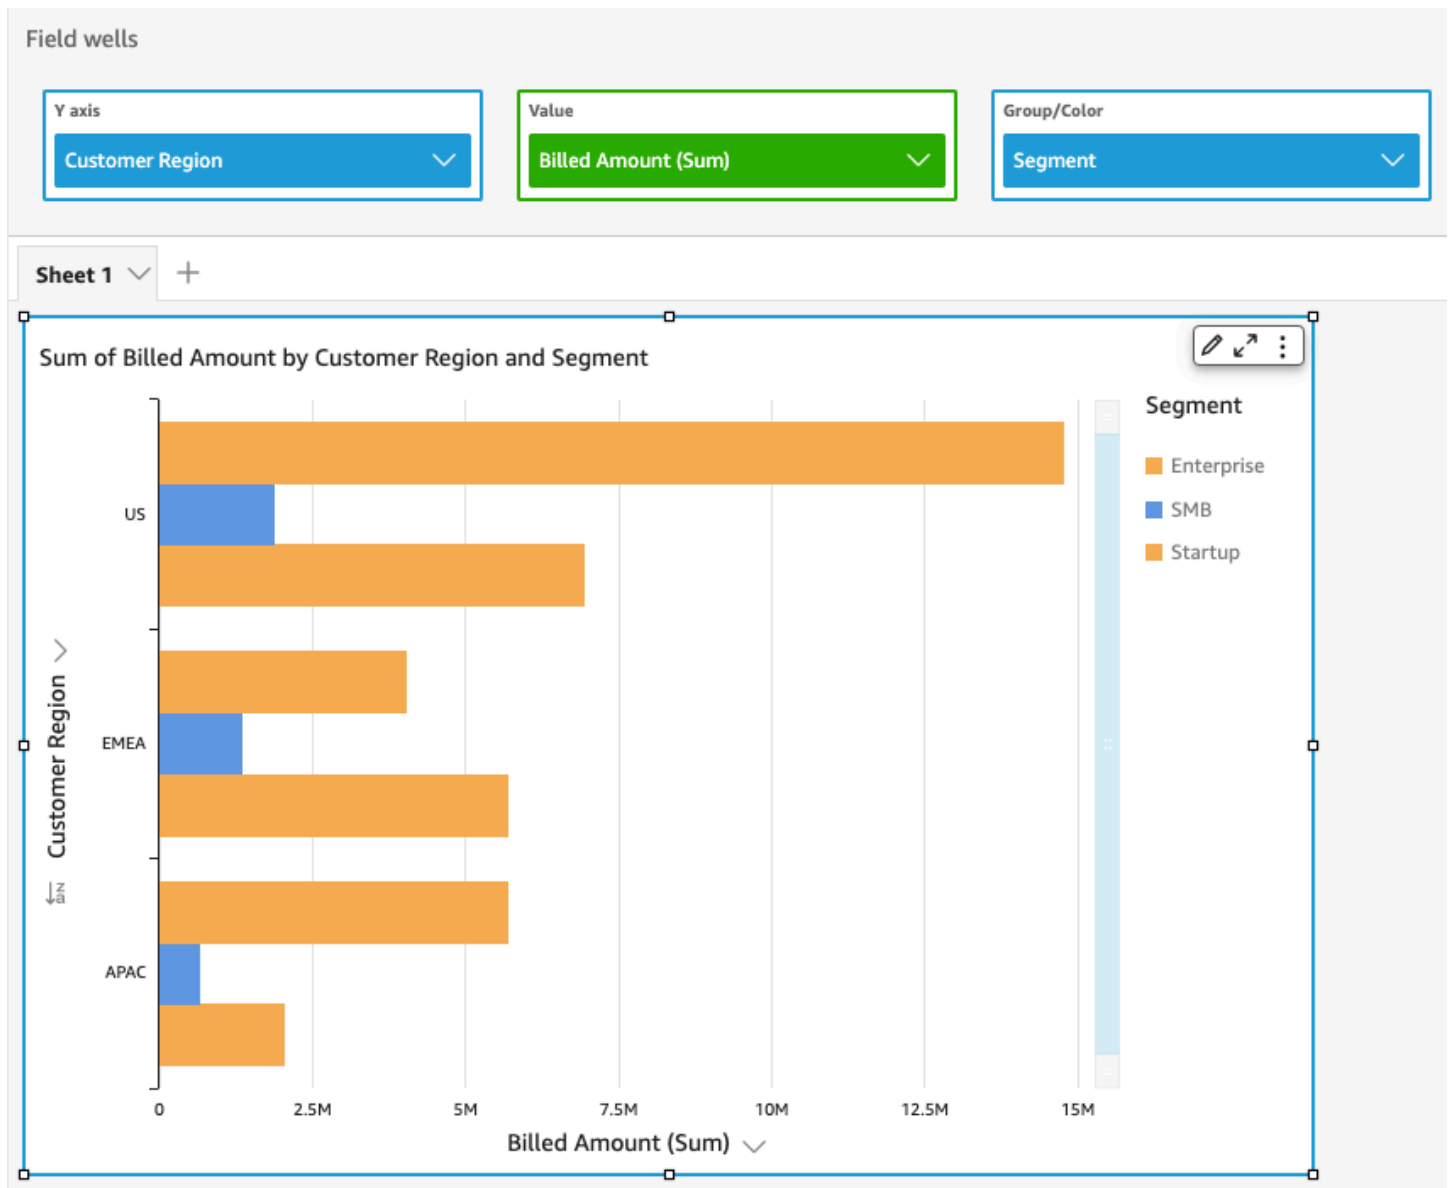 Field wells
Y axis
Customer Region
Value
Billed Amount (Sum)
Group/Color
Segment
Sheet 1
Sum of Billed Amount by Customer Region and Segment
Segment
Enterprise
SMB
Startup
US
EMEA
APAC
Customer Region
0 2.5M 5M 7.5M 10M 12.5M 15M
Billed Amount (Sum)